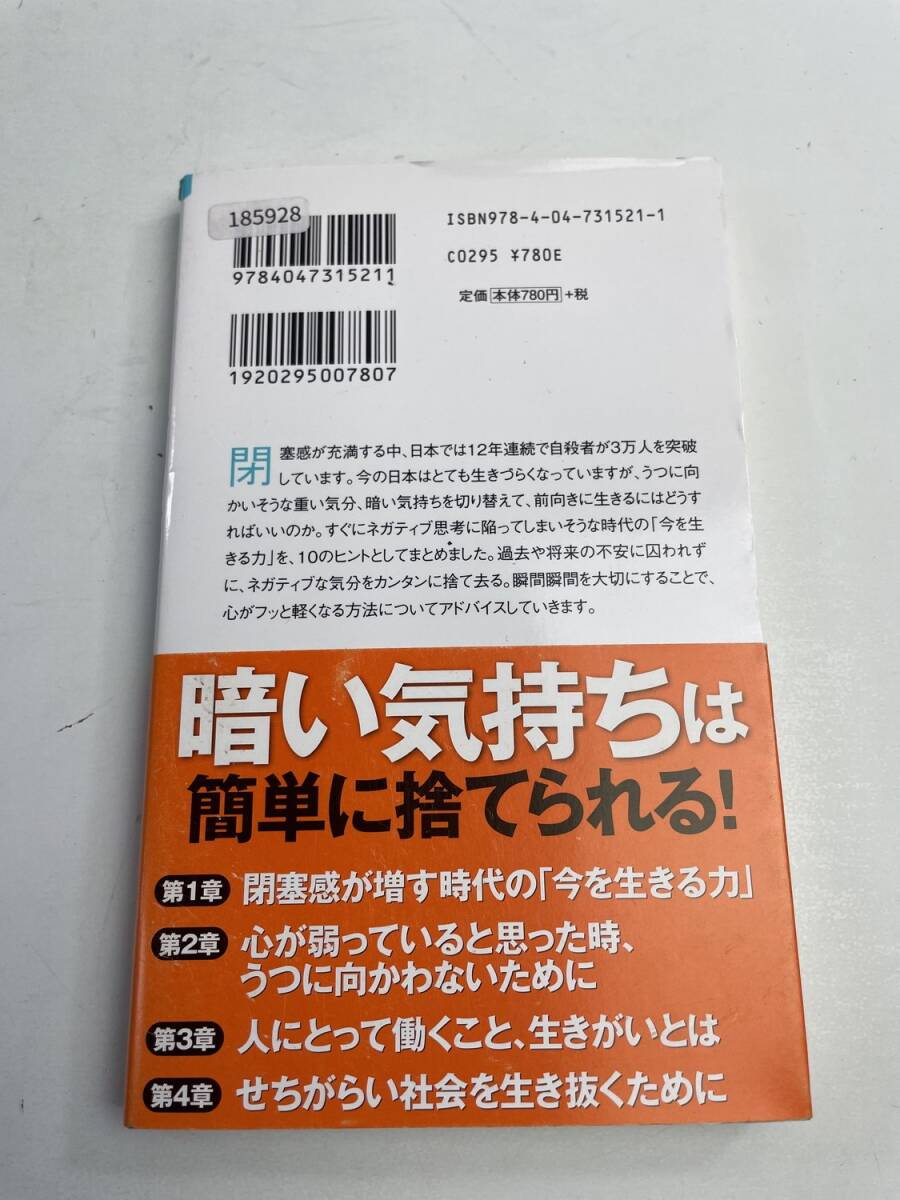 185928
9784047315211
ISBN978-4-04-731521-1
C0295 ¥780E
定価 本体780円 +税
1920295007807
閉塞感が充満する中、日本では12年連続で自殺者が3万人を突破
しています。今の日本はとても生きづらくなっていますが、うつに向
かいそうな重い気分、暗い気持ちを切り替えて、前向きに生きるにはどうす
ればいいのか。すぐにネガティブ思考に陥ってしまいそうな時代の「今を生
きる力」を、10のヒントとしてまとめました。過去や将来の不安に囚われず
に、ネガティブな気分をカンタンに捨て去る。瞬間瞬間を大切にすることで、
心がフッと軽くなる方法についてアドバイスしていきます。
暗い気持ちは
簡単に捨てられる!
第1章 閉塞感が増す時代の「今を生きる力」
第2章 心が弱っていると思った時、
うつに向かわないために
第3章 人にとって働くこと、生きがいとは
第4章 せちがらい社会を生き抜くために